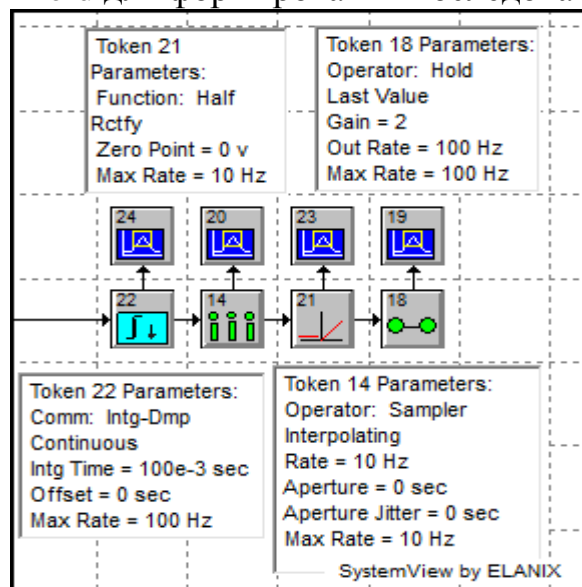 Token 21
Parameters:
Function: Half
Rctfy
Zero Point = 0 v
Max Rate = 10 Hz
Token 18 Parameters:
Operator: Hold
Last Value
Gain = 2
Out Rate = 100 Hz
Max Rate = 100 Hz
24
20
23
19
22
14
21
18
Token 22 Parameters:
Comm: Intg-Dmp
Continuous
Intg Time = 100e-3 sec
Offset = 0 sec
Max Rate = 100 Hz
Token 14 Parameters:
Operator: Sampler
Interpolating
Rate = 10 Hz
Aperture = 0 sec
Aperture Jitter = 0 sec
Max Rate = 10 Hz
SystemView by ELANIX